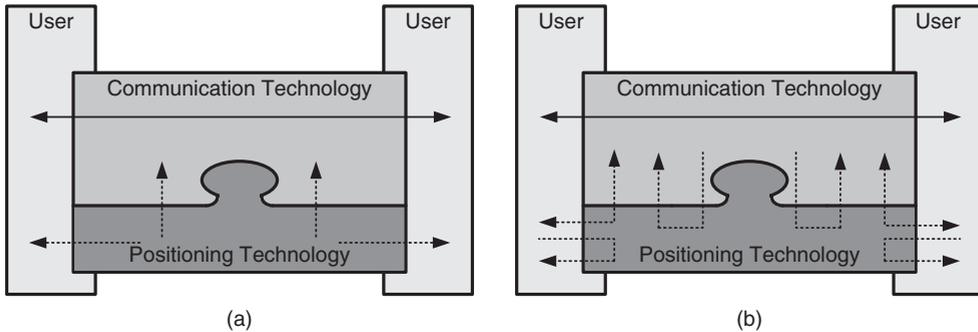 User
User
Communication Technology
Positioning Technology
(a)
User
User
Communication Technology
Positioning Technology
(b)